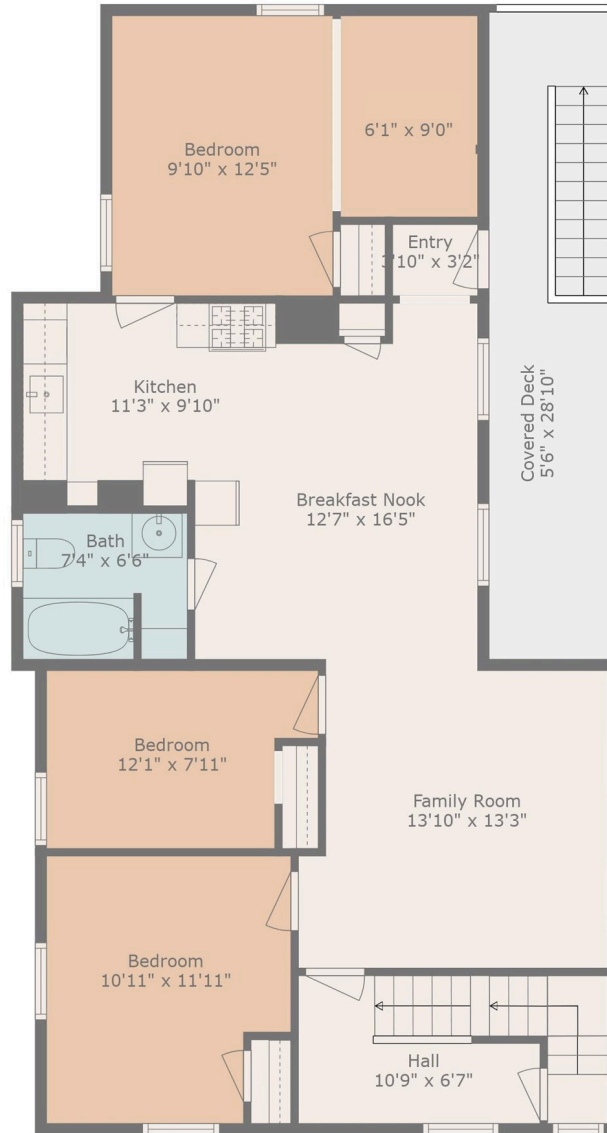 Bedroom
9'10" x 12'5"
6'1" x 9'0"
Entry
3'10" x 3'2"
Kitchen
11'3" x 9'10"
Covered Deck
5'6" x 28'10"
Breakfast Nook
12'7" x 16'5"
Bath
7'4" x 6'6"
Bedroom
12'1" x 7'11"
Family Room
13'10" x 13'3"
Bedroom
10'11" x 11'11"
Hall
10'9" x 6'7"